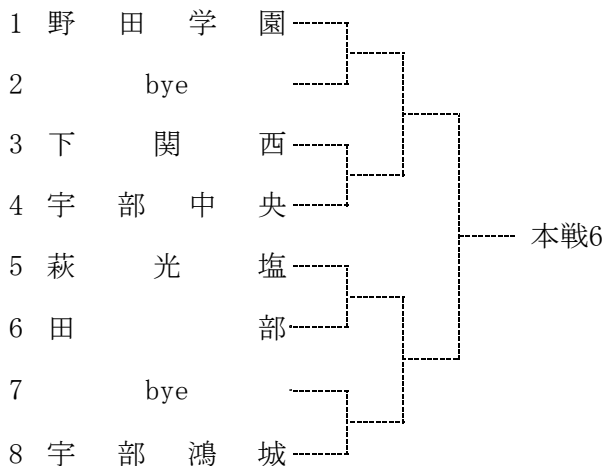 1 野田学園
2 bye
3 下関西
4 宇部中央
本戦6
5 萩光塩
6 田部
7 bye
8 宇部鴻城